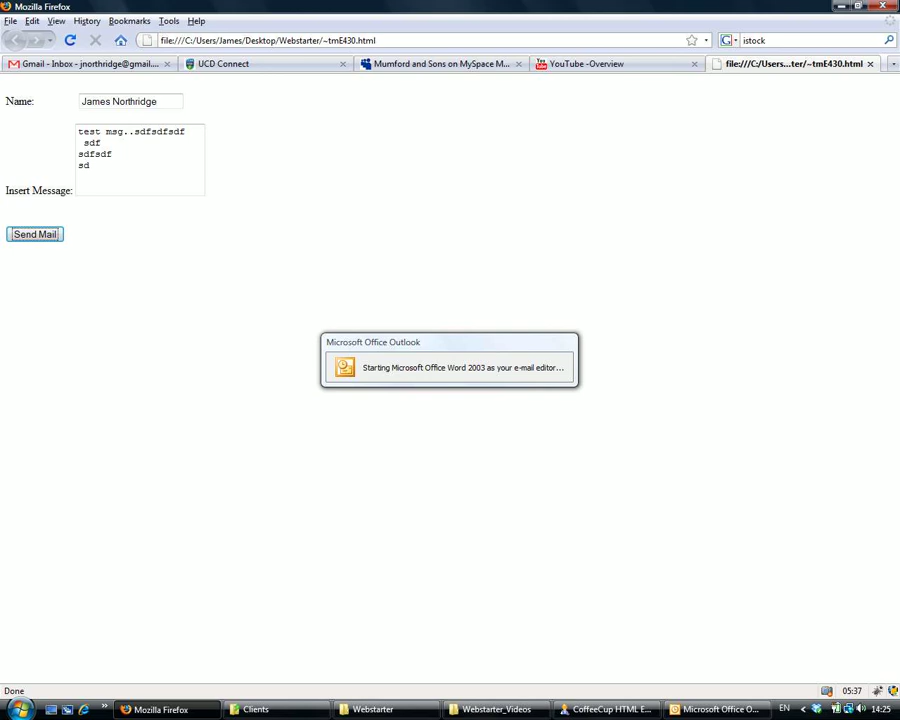 Mozilla Firefox
File Edit View History Bookmarks Tools Help
file:///C:/Users/James/Desktop/Webstarter/~tmE430.html
istock
Gmail - Inbox - jnorthridge@gmail....
UCD Connect
Mumford and Sons on MySpace M...
YouTube -Overview
file:///C:/Users...ter/~tmE430.html
Name: James Northridge
test msg..sdfsdfsdf
sdf
sdfsdf
sd
Insert Message:
Send Mail
Microsoft Office Outlook
Starting Microsoft Office Word 2003 as your e-mail editor...
Done
05:37
Mozilla Firefox
Clients
Webstarter
Webstarter_Videos
CoffeeCup HTML E...
Microsoft Office O...
EN
14:25